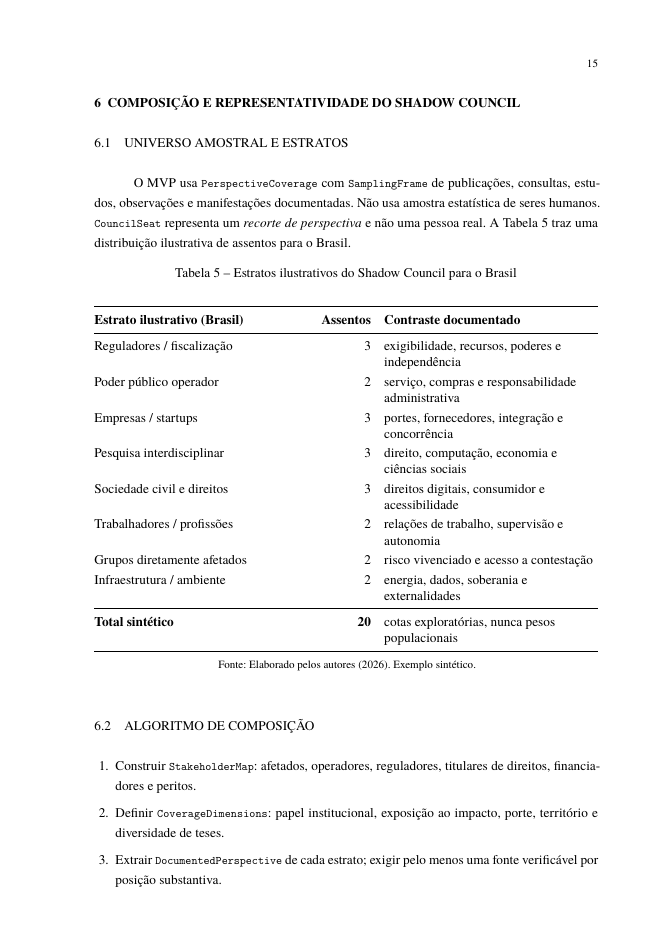 15
6 COMPOSIÇÃO E REPRESENTATIVIDADE DO SHADOW COUNCIL
6.1 UNIVERSO AMOSTRAL E ESTRATOS
O MVP usa PerspectiveCoverage com SamplingFrame de publicações, consultas, estu-
dos, observações e manifestações documentadas. Não usa amostra estatística de seres humanos.
CouncilSeat representa um recorte de perspectiva e não uma pessoa real. A Tabela 5 traz uma
distribuição ilustrativa de assentos para o Brasil.
Tabela 5 – Estratos ilustrativos do Shadow Council para o Brasil
Estrato ilustrativo (Brasil) Assentos Contraste documentado
Reguladores / fiscalização 3 exigibilidade, recursos, poderes e
independência
Poder público operador 2 serviço, compras e responsabilidade
administrativa
Empresas / startups 3 portes, fornecedores, integração e
concorrência
Pesquisa interdisciplinar 3 direito, computação, economia e
ciências sociais
Sociedade civil e direitos 3 direitos digitais, consumidor e
acessibilidade
Trabalhadores / profissões 2 relações de trabalho, supervisão e
autonomia
Grupos diretamente afetados 2 risco vivenciado e acesso a contestação
Infraestrutura / ambiente 2 energia, dados, soberania e
externalidades
Total sintético 20 cotas exploratórias, nunca pesos
populacionais
Fonte: Elaborado pelos autores (2026). Exemplo sintético.
6.2 ALGORITMO DE COMPOSIÇÃO
1. Construir StakeholderMap: afetados, operadores, reguladores, titulares de direitos, financia-
dores e peritos.
2. Definir CoverageDimensions: papel institucional, exposição ao impacto, porte, território e
diversidade de teses.
3. Extrair DocumentedPerspective de cada estrato; exigir pelo menos uma fonte verificável por
posição substantiva.